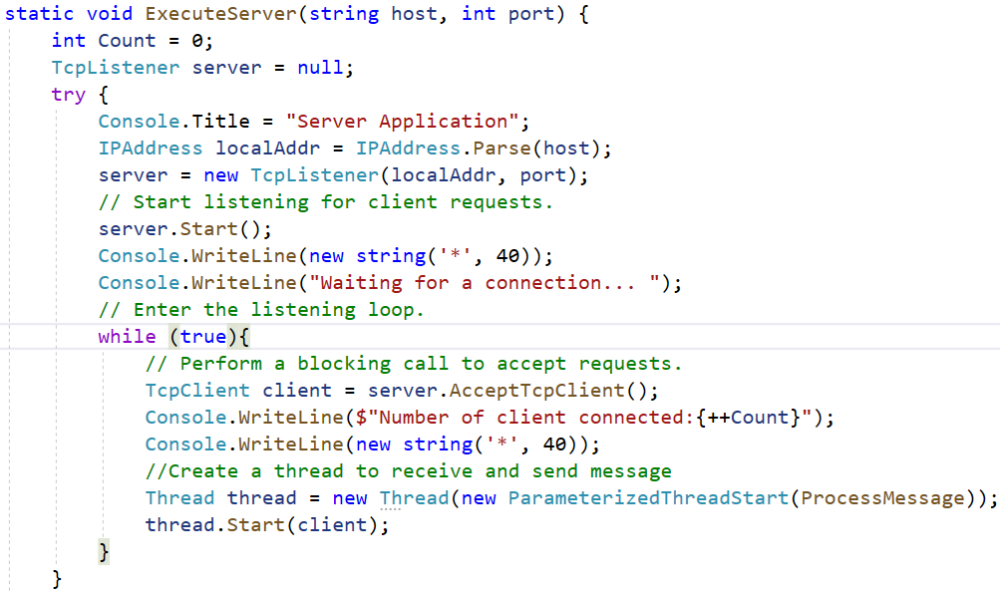 static void ExecuteServer(string host, int port) {
    int Count = 0;
    TcpListener server = null;
    try {
        Console.Title = "Server Application";
        IPAddress localAddr = IPAddress.Parse(host);
        server = new TcpListener(localAddr, port);
        // Start listening for client requests.
        server.Start();
        Console.WriteLine(new string('*', 40));
        Console.WriteLine("Waiting for a connection... ");
        // Enter the listening loop.
        while (true){
            // Perform a blocking call to accept requests.
            TcpClient client = server.AcceptTcpClient();
            Console.WriteLine($"Number of client connected:{++Count}");
            Console.WriteLine(new string('*', 40));
            //Create a thread to receive and send message
            Thread thread = new Thread(new ParameterizedThreadStart(ProcessMessage));
            thread.Start(client);
        }
    }